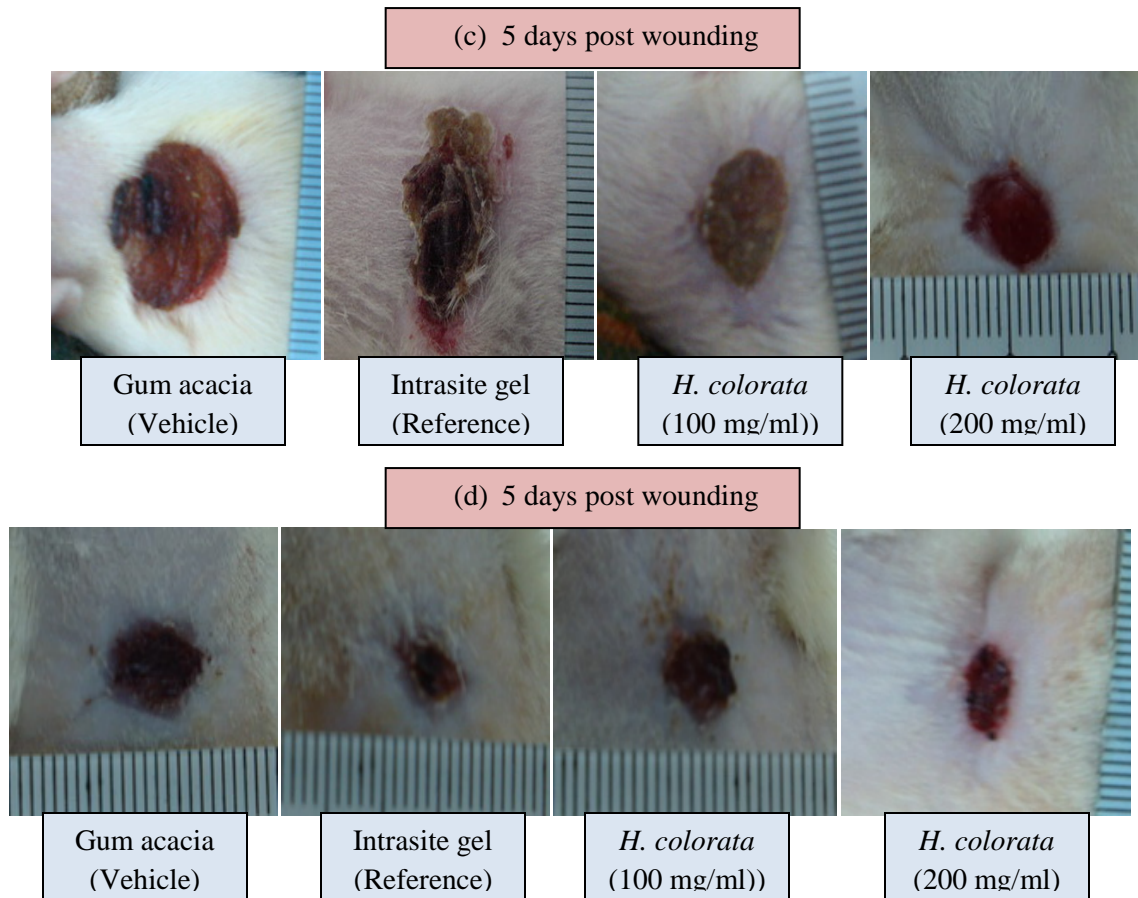 (c) 5 days post wounding
Gum acacia
(Vehicle)
Intrasite gel
(Reference)
H. colorata
(100 mg/ml))
H. colorata
(200 mg/ml)
(d) 5 days post wounding
Gum acacia
(Vehicle)
Intrasite gel
(Reference)
H. colorata
(100 mg/ml))
H. colorata
(200 mg/ml)